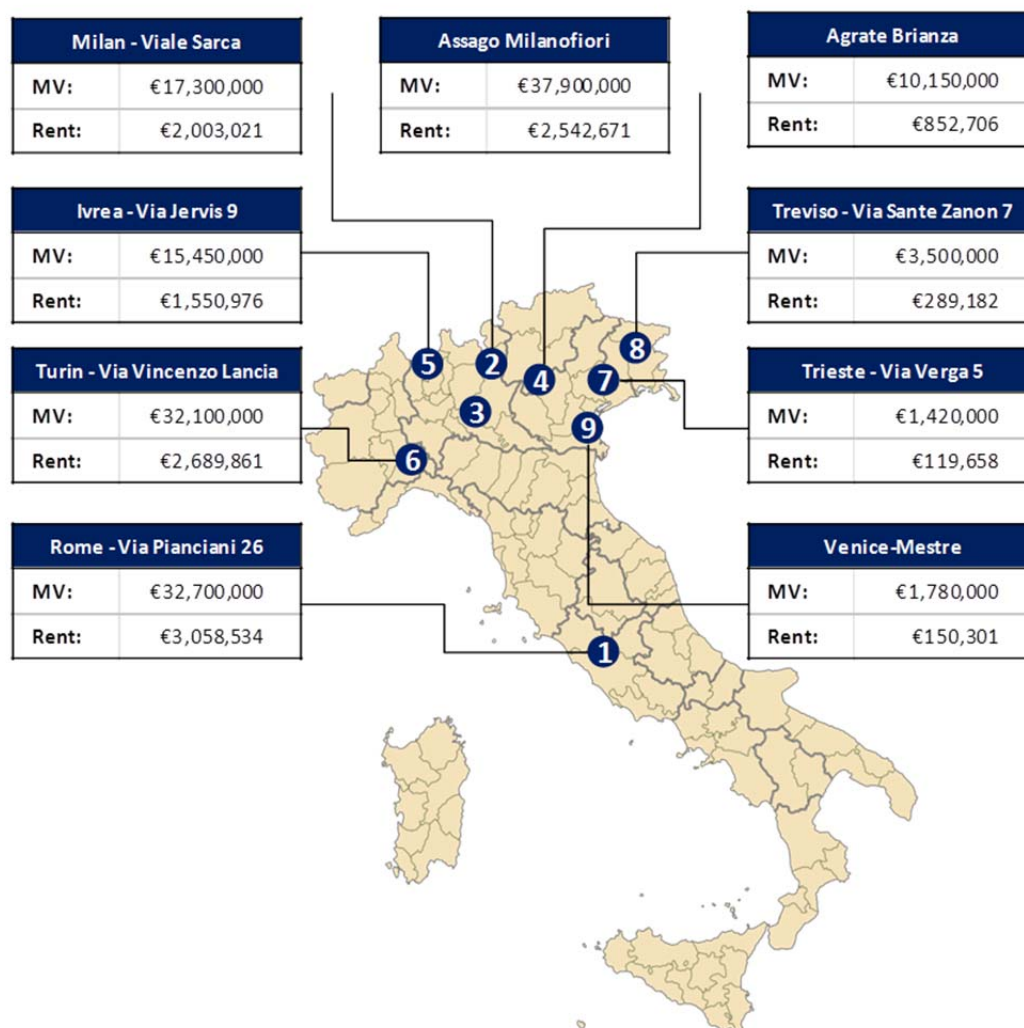 Milan - Viale Sarca
MV: €17,300,000
Rent: €2,003,021
Assago Milanofiori
MV: €37,900,000
Rent: €2,542,671
Agrate Brianza
MV: €10,150,000
Rent: €852,706
Ivrea - Via Jervis 9
MV: €15,450,000
Rent: €1,550,976
Treviso - Via Sante Zanon 7
MV: €3,500,000
Rent: €289,182
Turin - Via Vincenzo Lancia
MV: €32,100,000
Rent: €2,689,861
Trieste - Via Verga 5
MV: €1,420,000
Rent: €119,658
Rome - Via Pianciani 26
MV: €32,700,000
Rent: €3,058,534
Venice-Mestre
MV: €1,780,000
Rent: €150,301
8
5
2
4
7
3
9
6
1